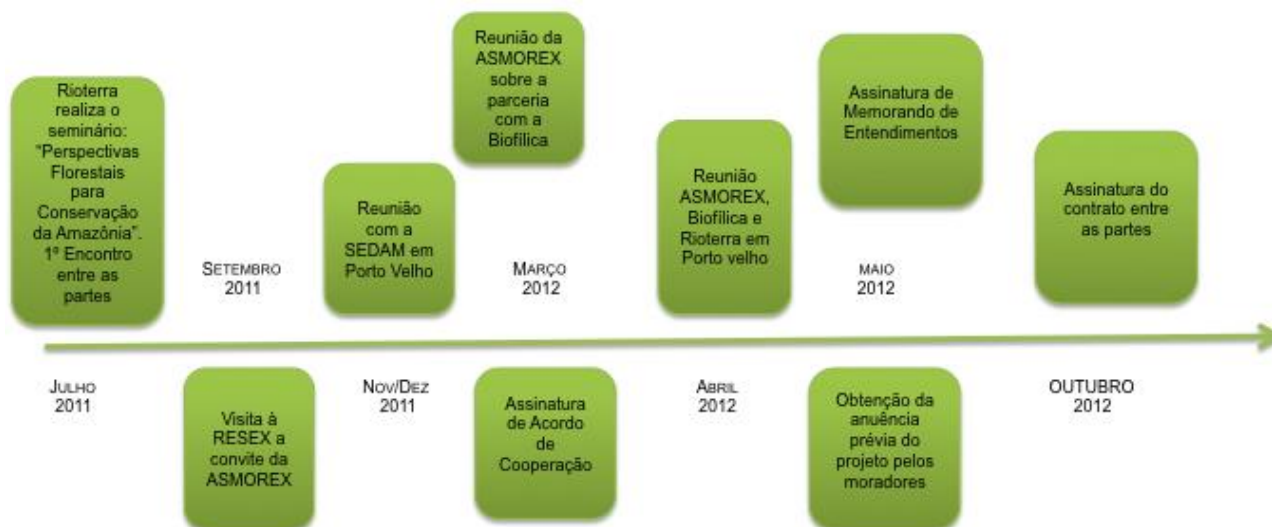 Rioterra
realiza o
seminário:
“Perspectivas
Florestais
para
Conservação
da Amazônia”.
1º Encontro
entre as
partes
JULHO
2011
SETEMBRO
2011
Visita à
RESEX a
convite da
ASMOREX
Reunião
com a
SEDAM em
Porto Velho
NOV/DEZ
2011
Reunião da
ASMOREX
sobre a
parceria
com a
Biofílica
MARÇO
2012
Assinatura
de Acordo
de
Cooperação
Reunião
ASMOREX,
Biofílica e
Rioterra em
Porto velho
ABRIL
2012
Assinatura de
Memorando de
Entendimentos
MAIO
2012
Obtenção da
anuência
prévia do
projeto pelos
moradores
Assinatura do
contrato entre
as partes
OUTUBRO
2012